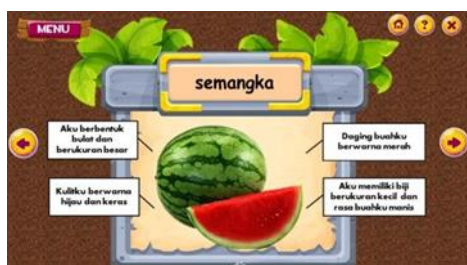 MENU
?
semangka
Aku berbentuk
bulat dan
berukuran besar
Daging buahku
berwarna merah
Kulitku berwarna
hijau dan keras
Aku memiliki biji
berukuran kecil dan
rasa buahku manis